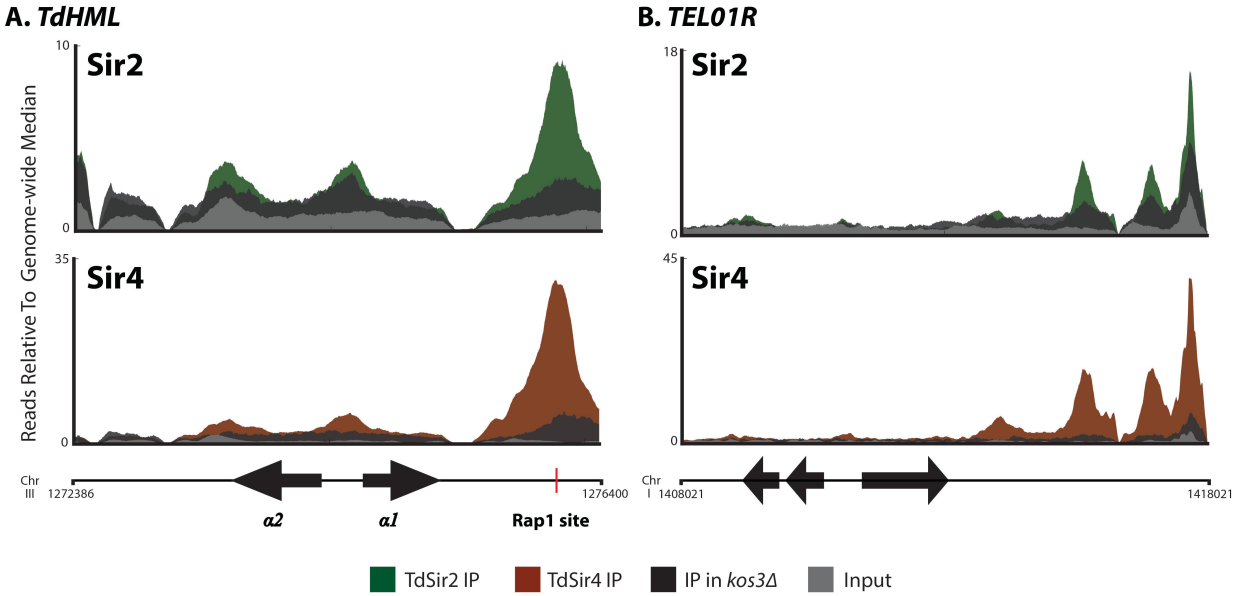 A. TdHML
B. TEL01R
Reads Relative To Genome-wide Median
10
Sir2
0
18
Sir2
0
35
Sir4
0
45
Sir4
0
Chr
III
1272386
1276400
α2
α1
Rap1 site
Chr
I
1408021
1418021
TdSir2 IP
TdSir4 IP
IP in kos3Δ
Input